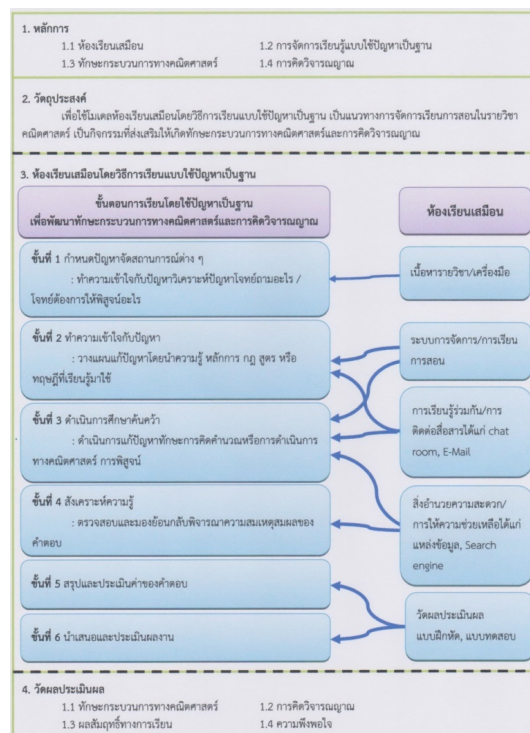 1. หลักการ
1.1 ห้องเรียนเสมือน 1.2 การจัดการเรียนรู้แบบใช้ปัญหาเป็นฐาน
1.3 ทักษะกระบวนการทางคณิตศาสตร์ 1.4 การคิดวิจารณญาณ
2. วัตถุประสงค์
เพื่อใช้โมเดลห้องเรียนเสมือนโดยวิธีการเรียนแบบใช้ปัญหาเป็นฐาน เป็นแนวทางการจัดการเรียนการสอนในรายวิชา
คณิตศาสตร์ เป็นกิจกรรมที่ส่งเสริมให้เกิดทักษะกระบวนการทางคณิตศาสตร์และการคิดวิจารณญาณ
3. ห้องเรียนเสมือนโดยวิธีการเรียนแบบใช้ปัญหาเป็นฐาน
ขั้นตอนการเรียนโดยใช้ปัญหาเป็นฐาน
เพื่อพัฒนาทักษะกระบวนการทางคณิตศาสตร์และการคิดวิจารณญาณ
ห้องเรียนเสมือน
ขั้นที่ 1 กำหนดปัญหาจัดสถานการณ์ต่าง ๆ
: ทำความเข้าใจกับปัญหาวิเคราะห์ปัญหาโจทย์ถามอะไร /
โจทย์ต้องการให้พิสูจน์อะไร
เนื้อหารายวิชา/เครื่องมือ
ขั้นที่ 2 ทำความเข้าใจกับปัญหา
: วางแผนแก้ปัญหาโดยนำความรู้ หลักการ กฎ สูตร หรือ
ทฤษฎีที่เรียนรู้มาใช้
ระบบการจัดการ/การเรียน
การสอน
ขั้นที่ 3 ดำเนินการศึกษาค้นคว้า
: ดำเนินการแก้ปัญหาทักษะการคิดคำนวณหรือการดำเนินการ
ทางคณิตศาสตร์ การพิสูจน์
การเรียนรู้ร่วมกัน/การ
ติดต่อสื่อสารได้แก่ chat
room, E-Mail
ขั้นที่ 4 สังเคราะห์ความรู้
: ตรวจสอบและมองย้อนกลับพิจารณาความสมเหตุสมผลของ
คำตอบ
สิ่งอำนวยความสะดวก/
การให้ความช่วยเหลือได้แก่
แหล่งข้อมูล, Search
engine
ขั้นที่ 5 สรุปและประเมินค่าของคำตอบ
ขั้นที่ 6 นำเสนอและประเมินผลงาน
วัดผลประเมินผล
แบบฝึกหัด, แบบทดสอบ
4. วัดผลประเมินผล
1.1 ทักษะกระบวนการทางคณิตศาสตร์ 1.2 การคิดวิจารณญาณ
1.3 ผลสัมฤทธิ์ทางการเรียน 1.4 ความพึงพอใจ